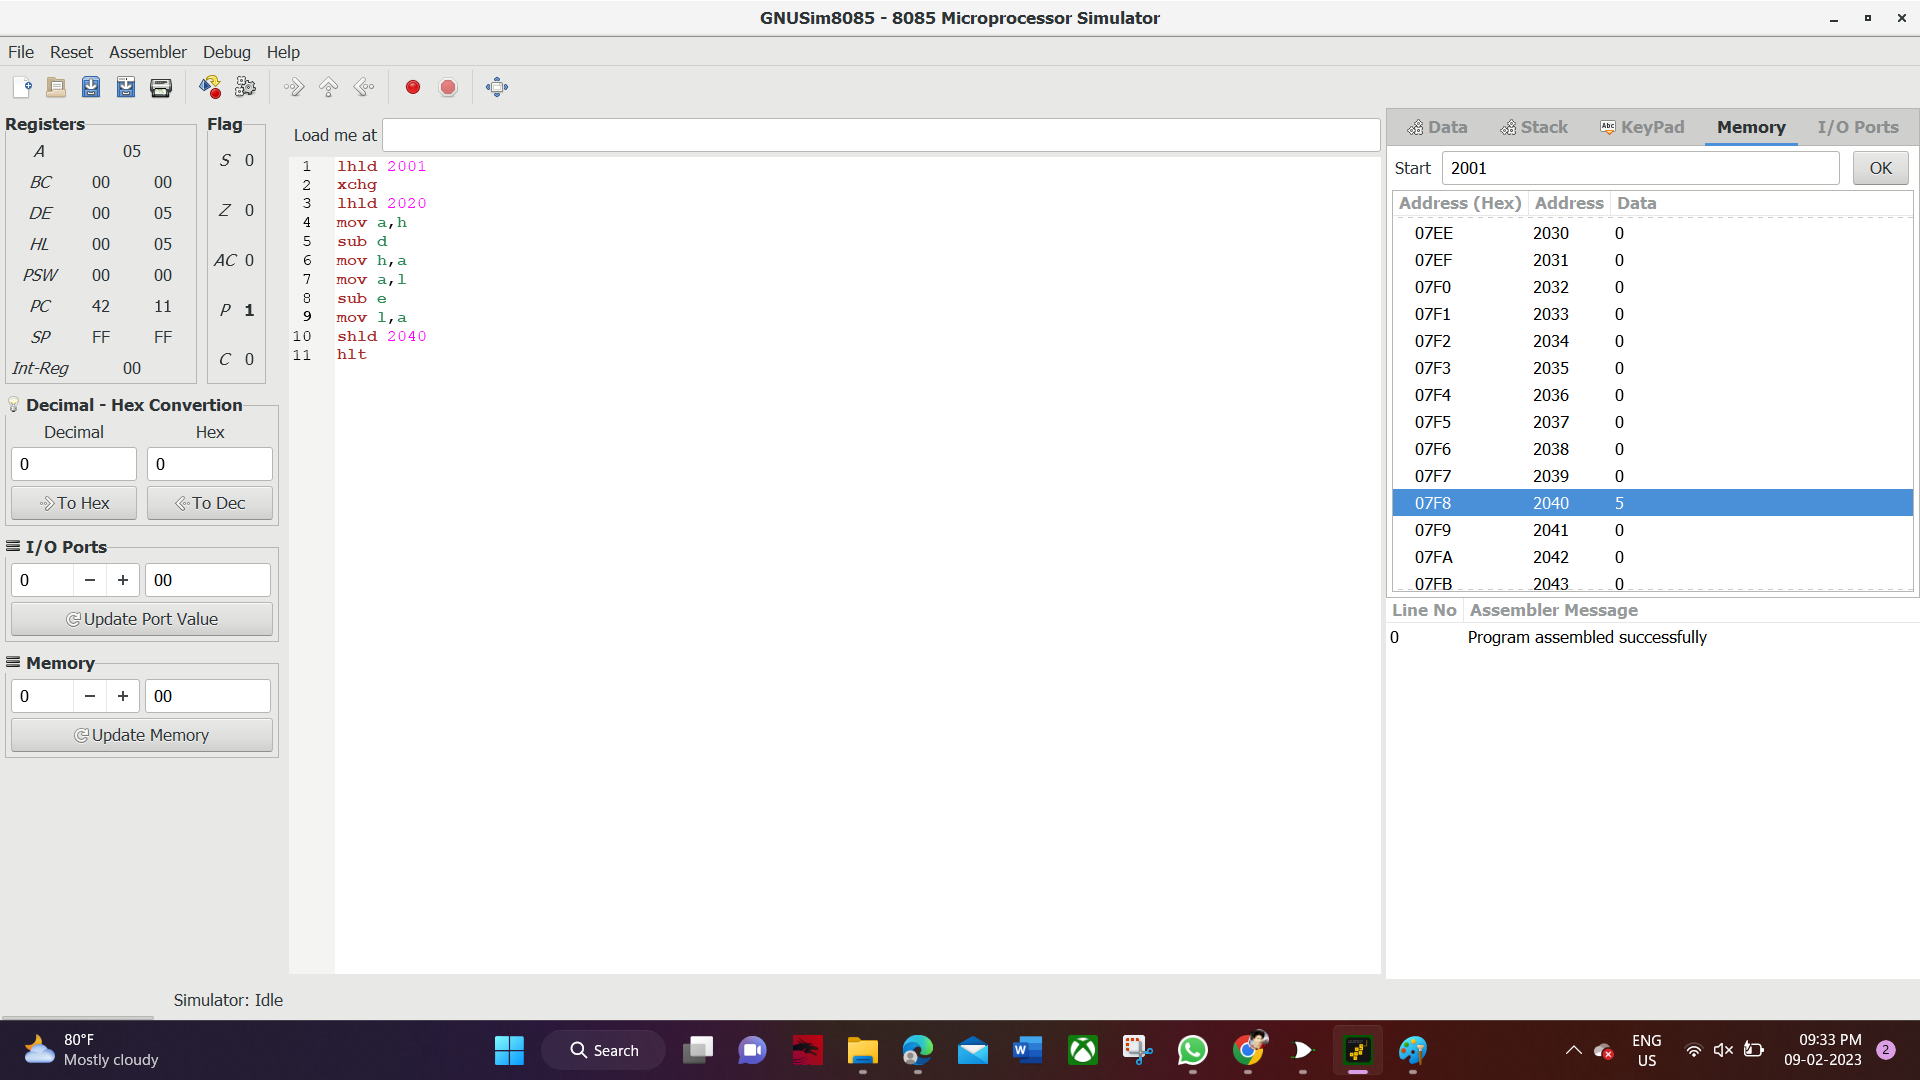 GNUSim8085 - 8085 Microprocessor Simulator
File Reset Assembler Debug Help
Registers
A 05
BC 00 00
DE 00 05
HL 00 05
PSW 00 00
PC 42 11
SP FF FF
Int-Reg 00
Flag
S 0
Z 0
AC 0
P 1
C 0
Decimal - Hex Convertion
Decimal Hex
0 0
To Hex To Dec
I/O Ports
0 − + 00
Update Port Value
Memory
0 − + 00
Update Memory
Load me at
1 lhld 2001
2 xchg
3 lhld 2020
4 mov a,h
5 sub d
6 mov h,a
7 mov a,l
8 sub e
9 mov l,a
10 shld 2040
11 hlt
Data Stack Abc KeyPad Memory I/O Ports
Start 2001 OK
Address (Hex) Address Data
07EE 2030 0
07EF 2031 0
07F0 2032 0
07F1 2033 0
07F2 2034 0
07F3 2035 0
07F4 2036 0
07F5 2037 0
07F6 2038 0
07F7 2039 0
07F8 2040 5
07F9 2041 0
07FA 2042 0
07FB 2043 0
Line No Assembler Message
0 Program assembled successfully
Simulator: Idle
80°F
Mostly cloudy
Search
ENG
US
09:33 PM
09-02-2023
2